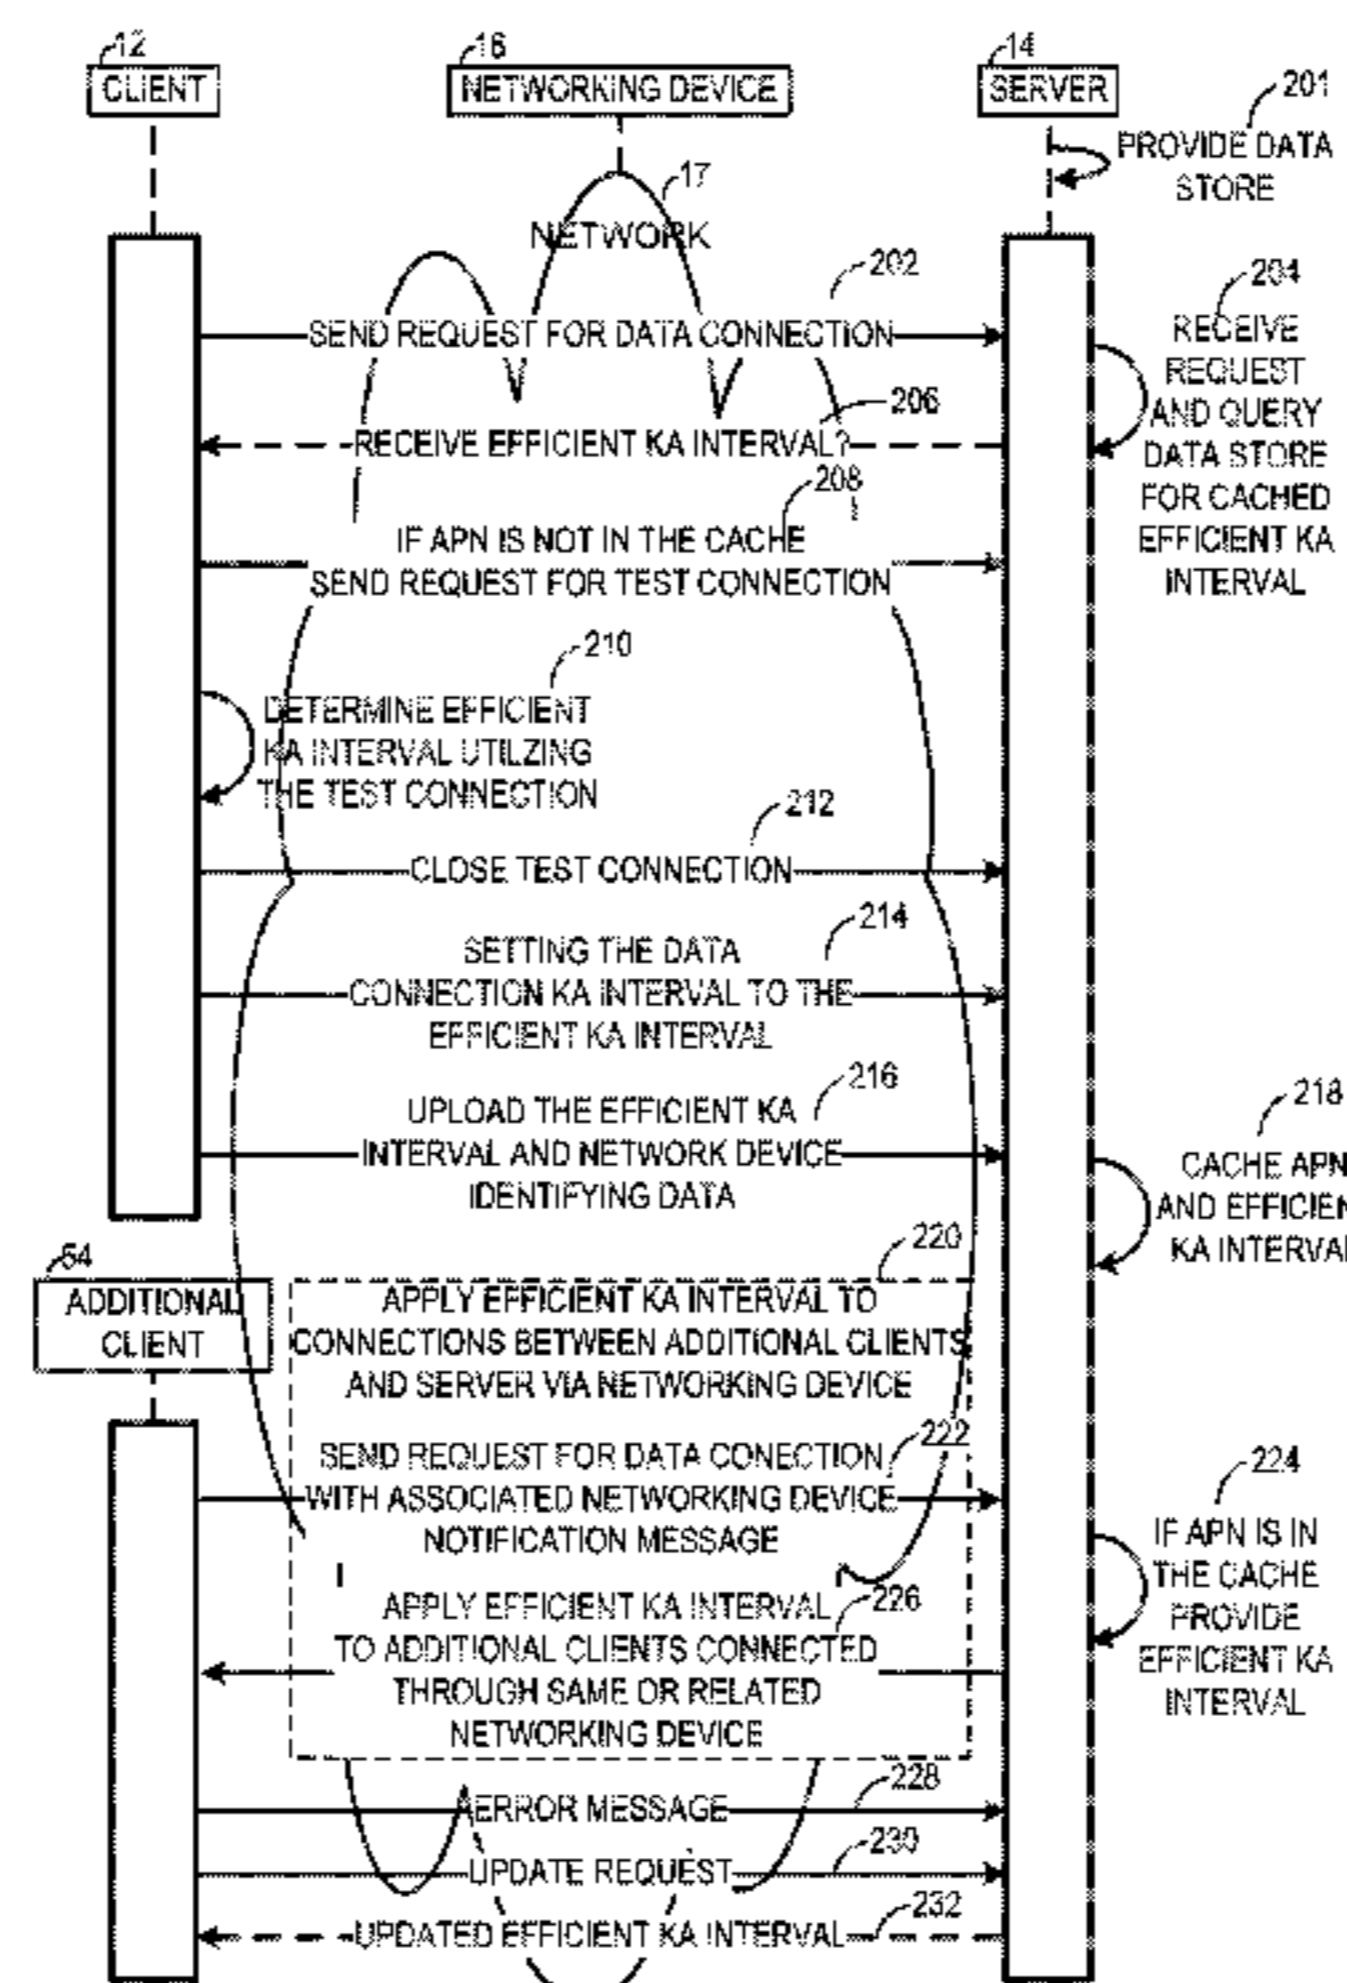 12
CLIENT
16
NETWORKING DEVICE
14
SERVER
201
PROVIDE DATA
STORE
17
NETWORK
202
SEND REQUEST FOR DATA CONNECTION
204
RECEIVE
REQUEST
AND QUERY
DATA STORE
FOR CACHED
EFFICIENT KA
INTERVAL
206
RECEIVE EFFICIENT KA INTERVAL?
208
IF APN IS NOT IN THE CACHE
SEND REQUEST FOR TEST CONNECTION
210
DETERMINE EFFICIENT
KA INTERVAL UTILZING
THE TEST CONNECTION
212
CLOSE TEST CONNECTION
214
SETTING THE DATA
CONNECTION KA INTERVAL TO THE
EFFICIENT KA INTERVAL
216
UPLOAD THE EFFICIENT KA
INTERVAL AND NETWORK DEVICE
IDENTIFYING DATA
218
CACHE APN
AND EFFICIEN
KA INTERVAL
54
ADDITIONAL
CLIENT
220
APPLY EFFICIENT KA INTERVAL TO
CONNECTIONS BETWEEN ADDITIONAL CLIENTS
AND SERVER VIA NETWORKING DEVICE
222
SEND REQUEST FOR DATA CONECTION
WITH ASSOCIATED NETWORKING DEVICE
NOTIFICATION MESSAGE
224
IF APN IS IN
THE CACHE
PROVIDE
EFFICIENT KA
INTERVAL
226
APPLY EFFICIENT KA INTERVAL
TO ADDITIONAL CLIENTS CONNECTED
THROUGH SAME OR RELATED
NETWORKING DEVICE
228
ERROR MESSAGE
230
UPDATE REQUEST
232
UPDATED EFFICIENT KA INTERVAL